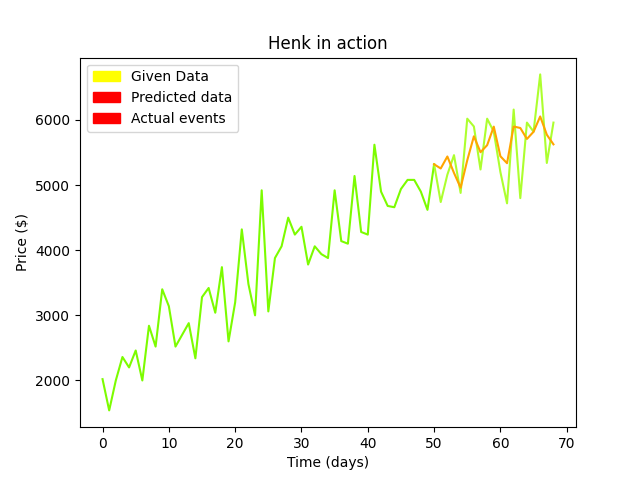 Henk in action
Given Data
Predicted data
Actual events
Price ($)
6000
5000
4000
3000
2000
0 10 20 30 40 50 60 70
Time (days)